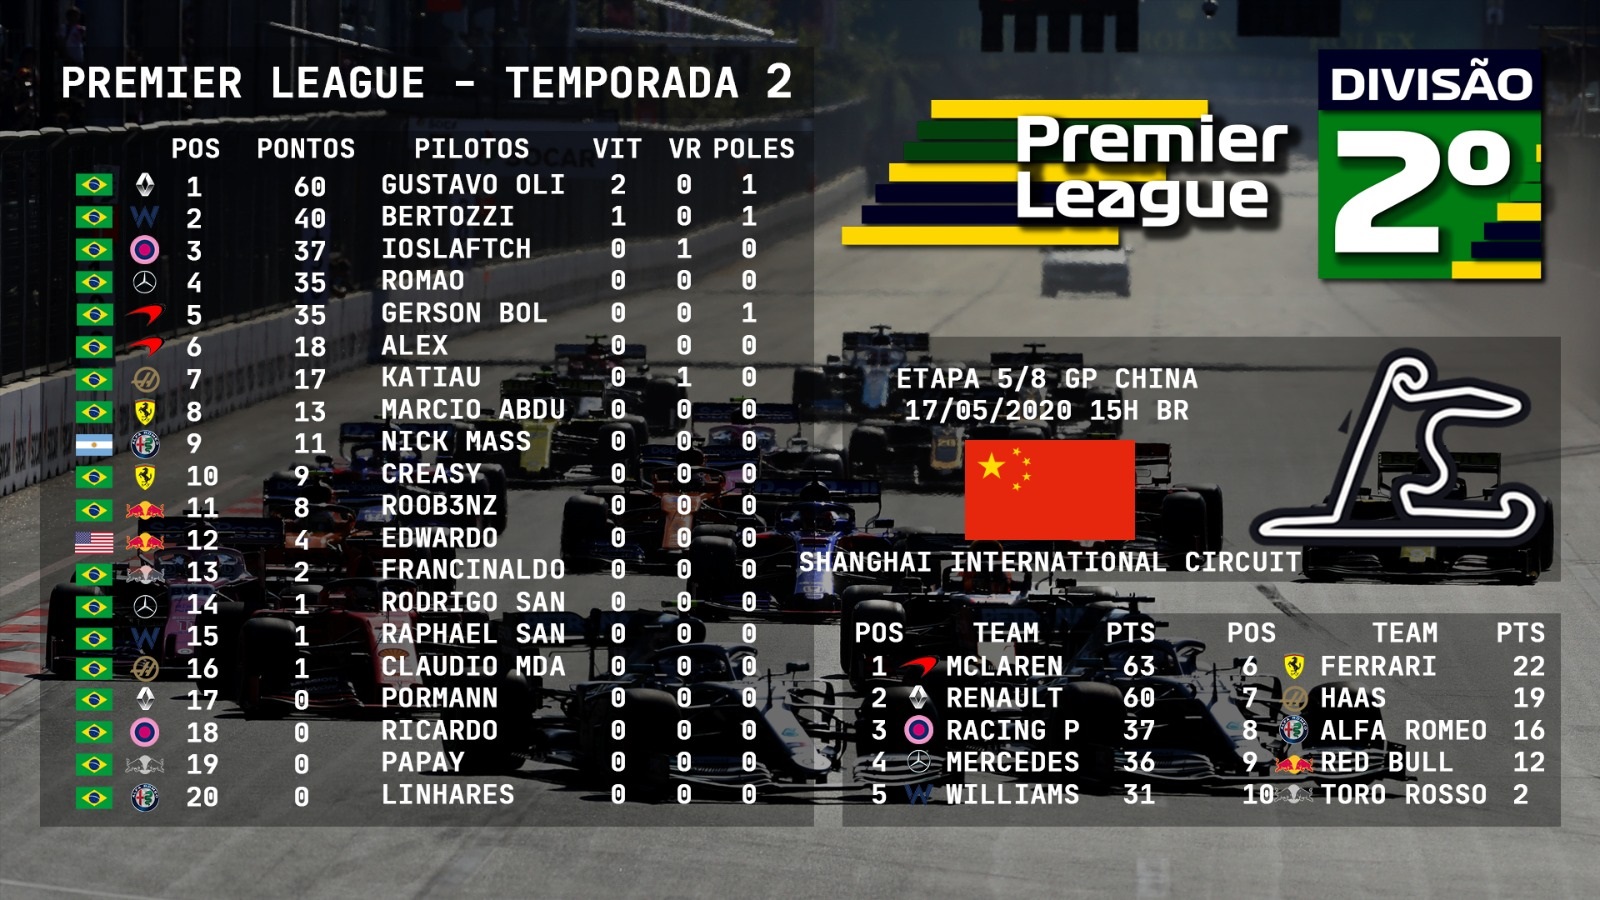 PREMIER LEAGUE - TEMPORADA 2
POS PONTOS PILOTOS VIT VR POLES
1 60 GUSTAVO OLI 2 0 1
2 40 BERTOZZI 1 0 1
3 37 IOSLAFTCH 0 1 0
4 35 ROMAO 0 0 0
5 35 GERSON BOL 0 0 1
6 18 ALEX 0 0 0
7 17 KATIAU 0 1 0
8 13 MARCIO ABDU 0 0 0
9 11 NICK MASS 0 0 0
10 9 CREASY 0 0 0
11 8 ROOB3NZ 0 0 0
12 4 EDWARDO 0 0 0
13 2 FRANCINALDO 0 0 0
14 1 RODRIGO SAN 0 0 0
15 1 RAPHAEL SAN 0 0 0
16 1 CLAUDIO MDA 0 0 0
17 0 PORMANN 0 0 0
18 0 RICARDO 0 0 0
19 0 PAPAY 0 0 0
20 0 LINHARES 0 0 0
Premier
League
DIVISÃO
2º
ETAPA 5/8 GP CHINA
17/05/2020 15H BR
SHANGHAI INTERNATIONAL CIRCUIT
POS TEAM PTS POS TEAM PTS
1 MCLAREN 63 6 FERRARI 22
2 RENAULT 60 7 HAAS 19
3 RACING P 37 8 ALFA ROMEO 16
4 MERCEDES 36 9 RED BULL 12
5 WILLIAMS 31 10 TORO ROSSO 2